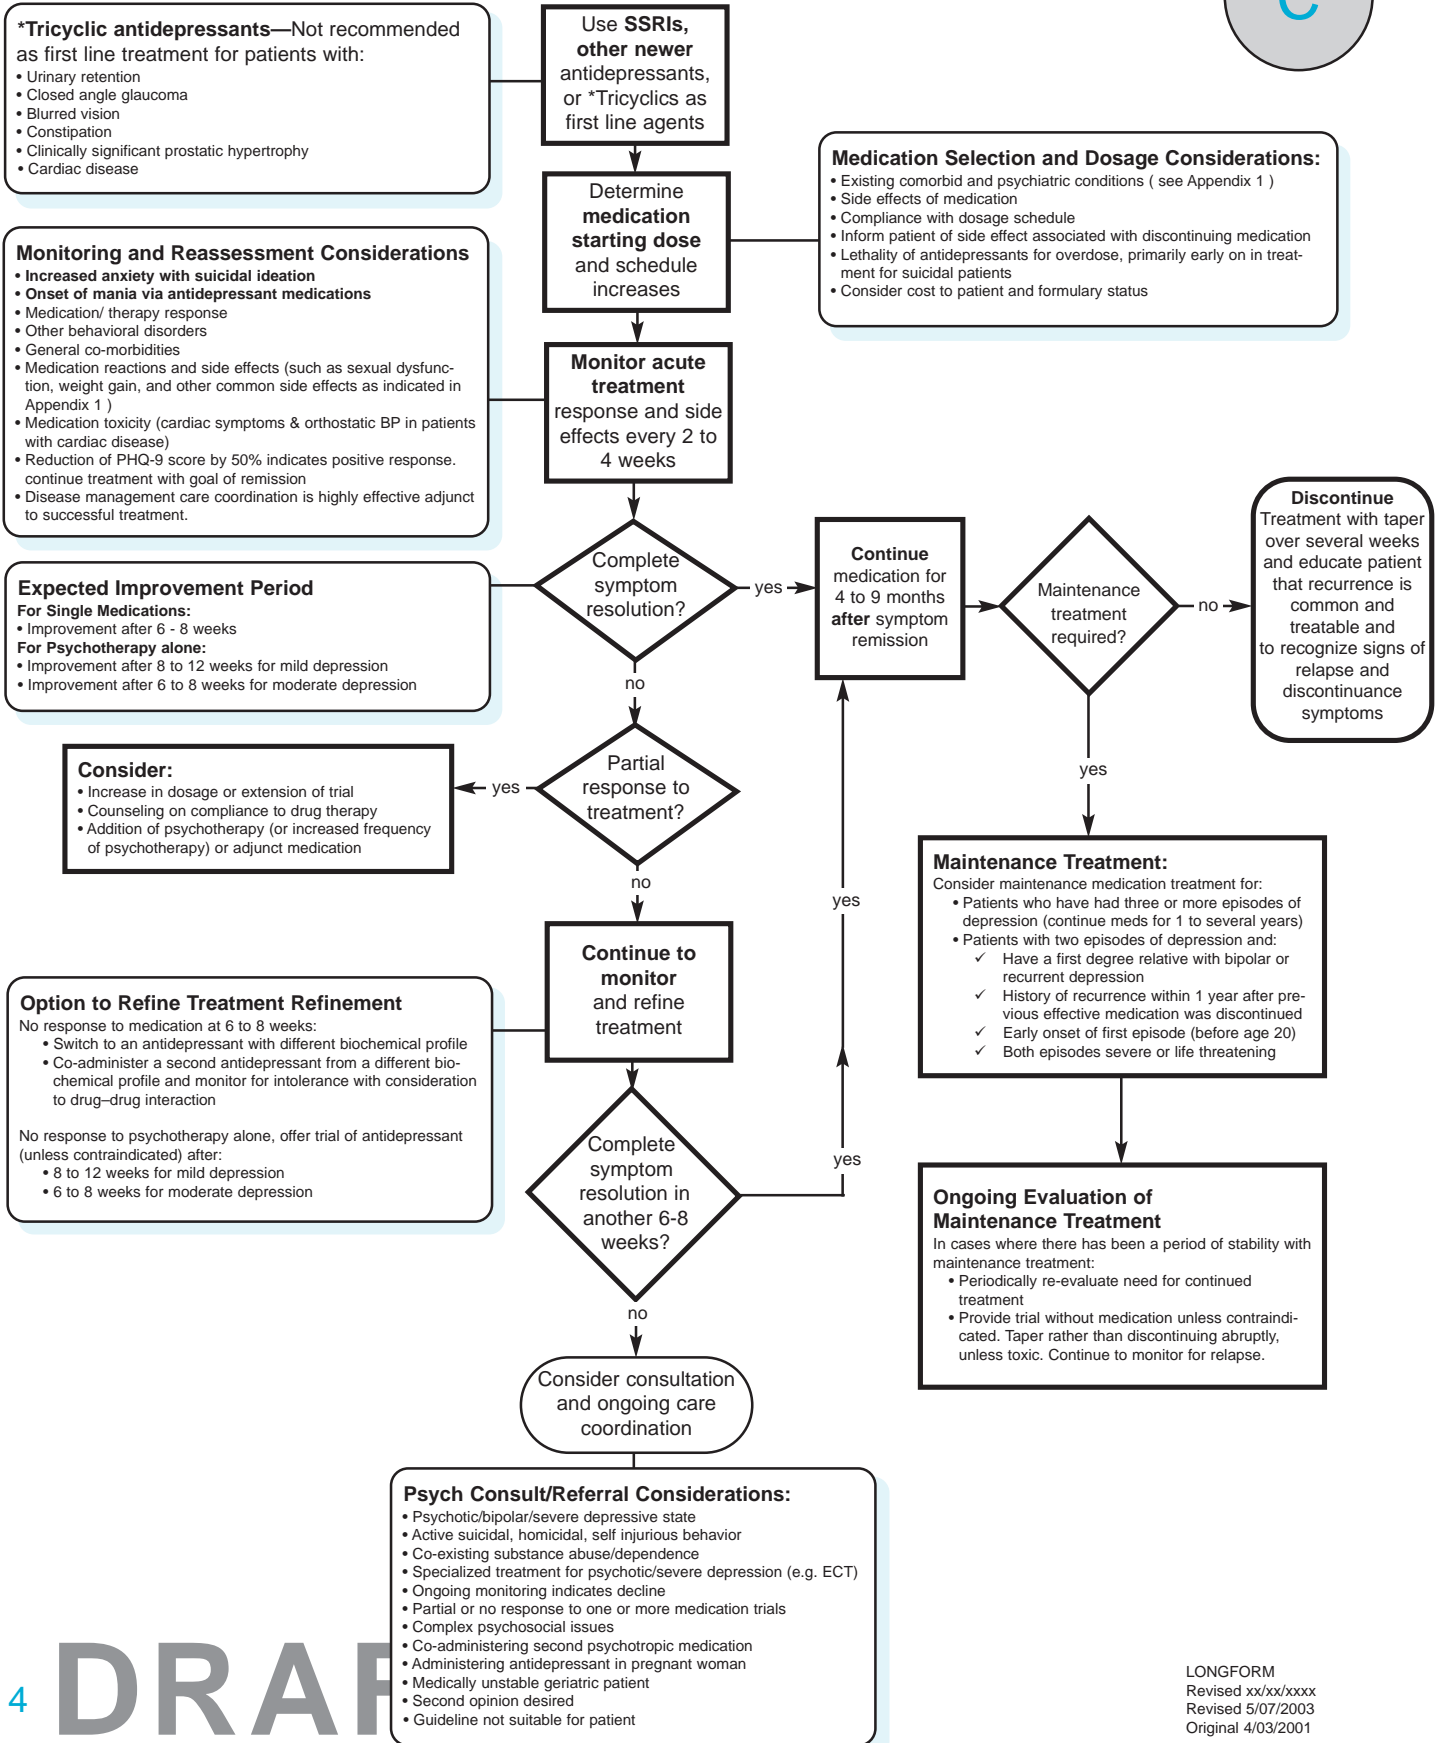 C
*Tricyclic antidepressants—Not recommended
as first line treatment for patients with:
• Urinary retention
• Closed angle glaucoma
• Blurred vision
• Constipation
• Clinically significant prostatic hypertrophy
• Cardiac disease
Use SSRIs,
other newer
antidepressants,
or *Tricyclics as
first line agents
Medication Selection and Dosage Considerations:
• Existing comorbid and psychiatric conditions ( see Appendix 1 )
• Side effects of medication
• Compliance with dosage schedule
• Inform patient of side effect associated with discontinuing medication
• Lethality of antidepressants for overdose, primarily early on in treat-
ment for suicidal patients
• Consider cost to patient and formulary status
Determine
medication
starting dose
and schedule
increases
Monitoring and Reassessment Considerations
• Increased anxiety with suicidal ideation
• Onset of mania via antidepressant medications
• Medication/ therapy response
• Other behavioral disorders
• General co-morbidities
• Medication reactions and side effects (such as sexual dysfunc-
tion, weight gain, and other common side effects as indicated in
Appendix 1 )
• Medication toxicity (cardiac symptoms & orthostatic BP in patients
with cardiac disease)
• Reduction of PHQ-9 score by 50% indicates positive response.
continue treatment with goal of remission
• Disease management care coordination is highly effective adjunct
to successful treatment.
Monitor acute
treatment
response and side
effects every 2 to
4 weeks
Expected Improvement Period
For Single Medications:
• Improvement after 6 - 8 weeks
For Psychotherapy alone:
• Improvement after 8 to 12 weeks for mild depression
• Improvement after 6 to 8 weeks for moderate depression
Complete
symptom
resolution?
yes
Continue
medication for
4 to 9 months
after symptom
remission
Maintenance
treatment
required?
no
Discontinue
Treatment with taper
over several weeks
and educate patient
that recurrence is
common and
treatable and
to recognize signs of
relapse and
discontinuance
symptoms
no
yes
Consider:
• Increase in dosage or extension of trial
• Counseling on compliance to drug therapy
• Addition of psychotherapy (or increased frequency
of psychotherapy) or adjunct medication
yes
Partial
response to
treatment?
no
yes
Maintenance Treatment:
Consider maintenance medication treatment for:
• Patients who have had three or more episodes of
depression (continue meds for 1 to several years)
• Patients with two episodes of depression and:
✓ Have a first degree relative with bipolar or
recurrent depression
✓ History of recurrence within 1 year after pre-
vious effective medication was discontinued
✓ Early onset of first episode (before age 20)
✓ Both episodes severe or life threatening
Option to Refine Treatment Refinement
No response to medication at 6 to 8 weeks:
• Switch to an antidepressant with different biochemical profile
• Co-administer a second antidepressant from a different bio-
chemical profile and monitor for intolerance with consideration
to drug–drug interaction
No response to psychotherapy alone, offer trial of antidepressant
(unless contraindicated) after:
• 8 to 12 weeks for mild depression
• 6 to 8 weeks for moderate depression
Continue to
monitor
and refine
treatment
Complete
symptom
resolution in
another 6-8
weeks?
yes
Ongoing Evaluation of
Maintenance Treatment
In cases where there has been a period of stability with
maintenance treatment:
• Periodically re-evaluate need for continued
treatment
• Provide trial without medication unless contraindi-
cated. Taper rather than discontinuing abruptly,
unless toxic. Continue to monitor for relapse.
no
Consider consultation
and ongoing care
coordination
Psych Consult/Referral Considerations:
• Psychotic/bipolar/severe depressive state
• Active suicidal, homicidal, self injurious behavior
• Co-existing substance abuse/dependence
• Specialized treatment for psychotic/severe depression (e.g. ECT)
• Ongoing monitoring indicates decline
• Partial or no response to one or more medication trials
• Complex psychosocial issues
• Co-administering second psychotropic medication
• Administering antidepressant in pregnant woman
• Medically unstable geriatric patient
• Second opinion desired
• Guideline not suitable for patient
4
DRAF
LONGFORM
Revised xx/xx/xxxx
Revised 5/07/2003
Original 4/03/2001